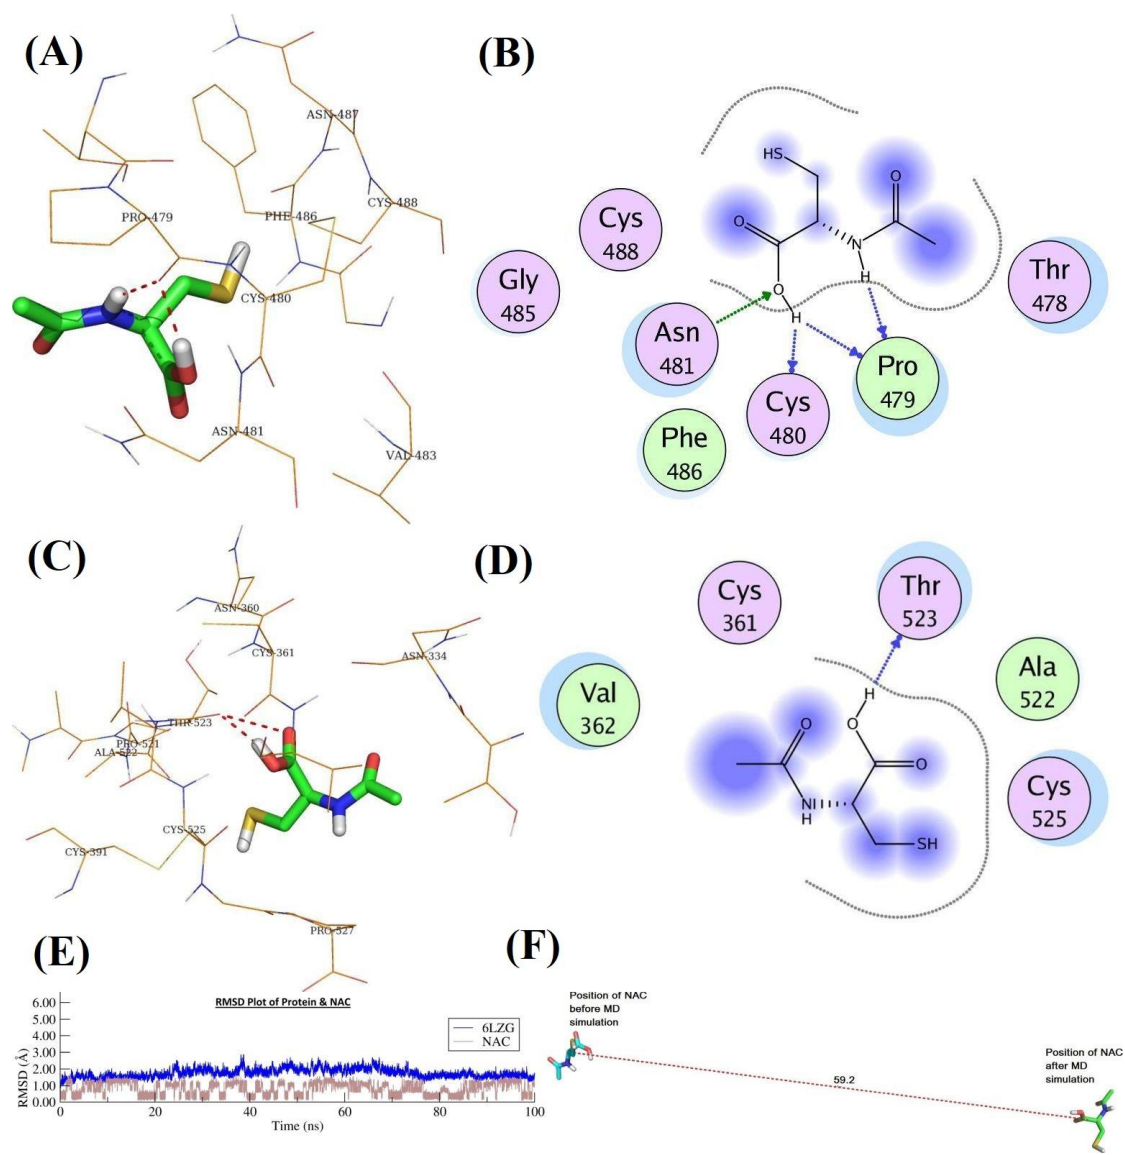 (A)
ASN-487
PRO-479
PHE-486
CYS-488
CYS-480
ASN-481
VAL-483
(B)
HS
O
O
N
H
O
H
Cys
488
Gly
485
Thr
478
Asn
481
Pro
479
Cys
480
Phe
486
(C)
ASN-360
CYS-361
ASN-334
THR-523
PRO-521
ALA-522
CYS-525
CYS-391
PRO-527
(D)
Cys
361
Thr
523
Val
362
Ala
522
Cys
525
H
O
O
O
N
H
SH
(E)
RMSD Plot of Protein & NAC
6.00
5.00
4.00
3.00
2.00
1.00
0.00
RMSD (Å)
6LZG
NAC
0 20 40 60 80 100
Time (ns)
(F)
Position of NAC
before MD
simulation
59.2
Position of NAC
after MD
simulation